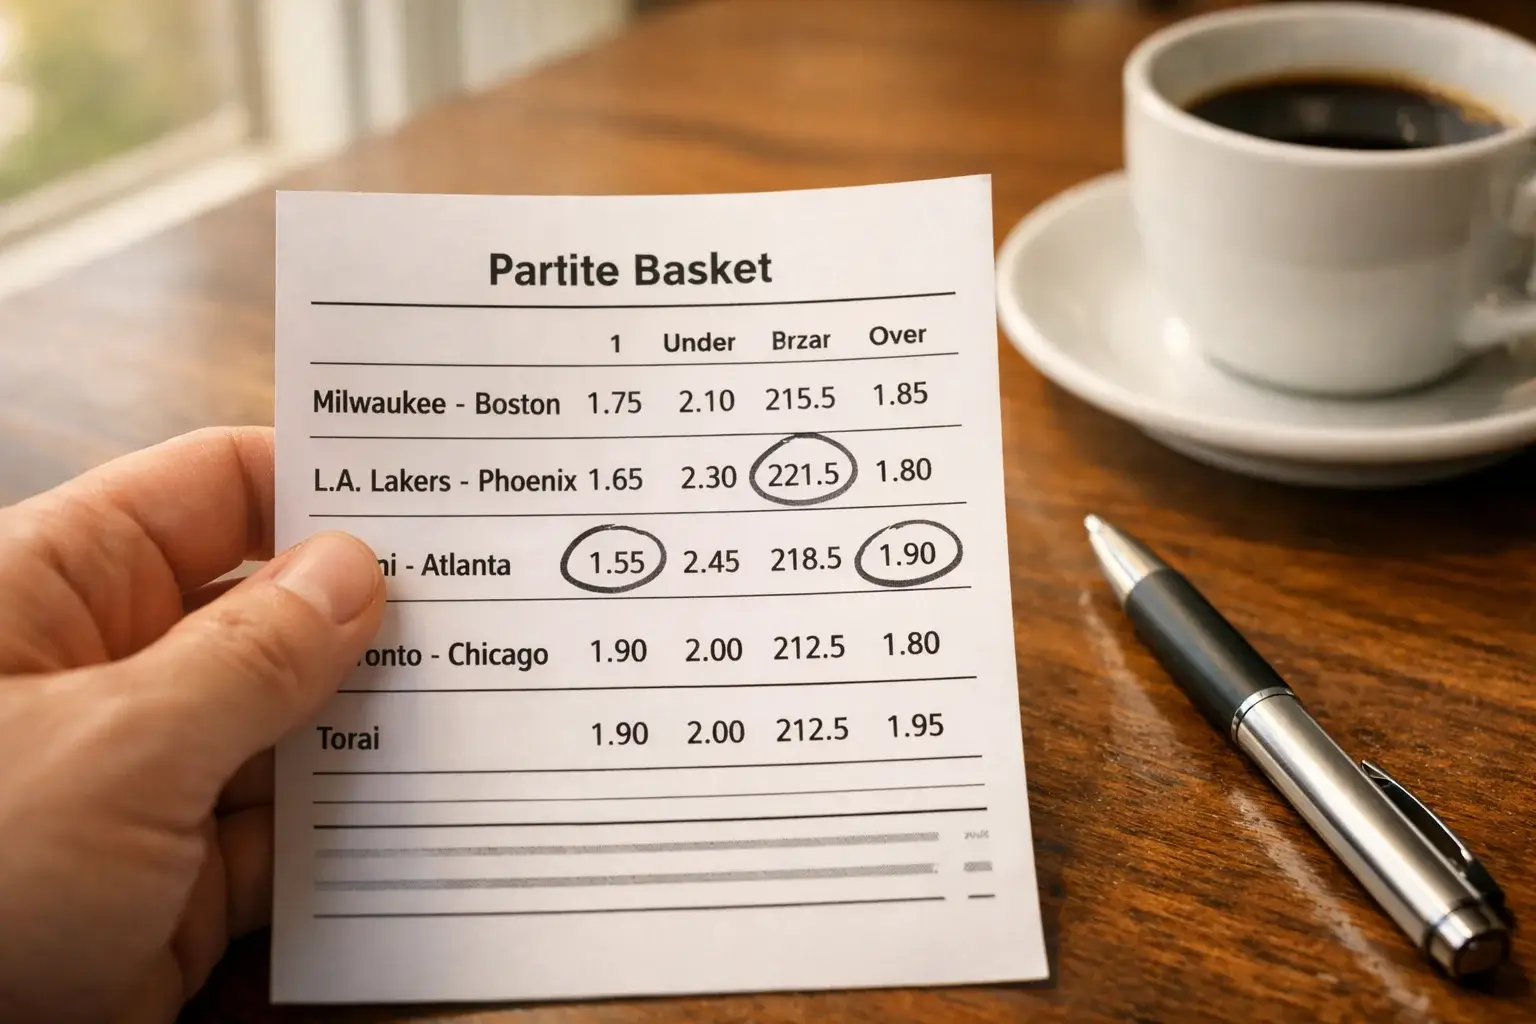 Partite Basket
1 Under Brzar Over
Milwaukee - Boston 1.75 2.10 215.5 1.85
L.A. Lakers - Phoenix 1.65 2.30 221.5 1.80
ni - Atlanta 1.55 2.45 218.5 1.90
onto - Chicago 1.90 2.00 212.5 1.80
Torai 1.90 2.00 212.5 1.95